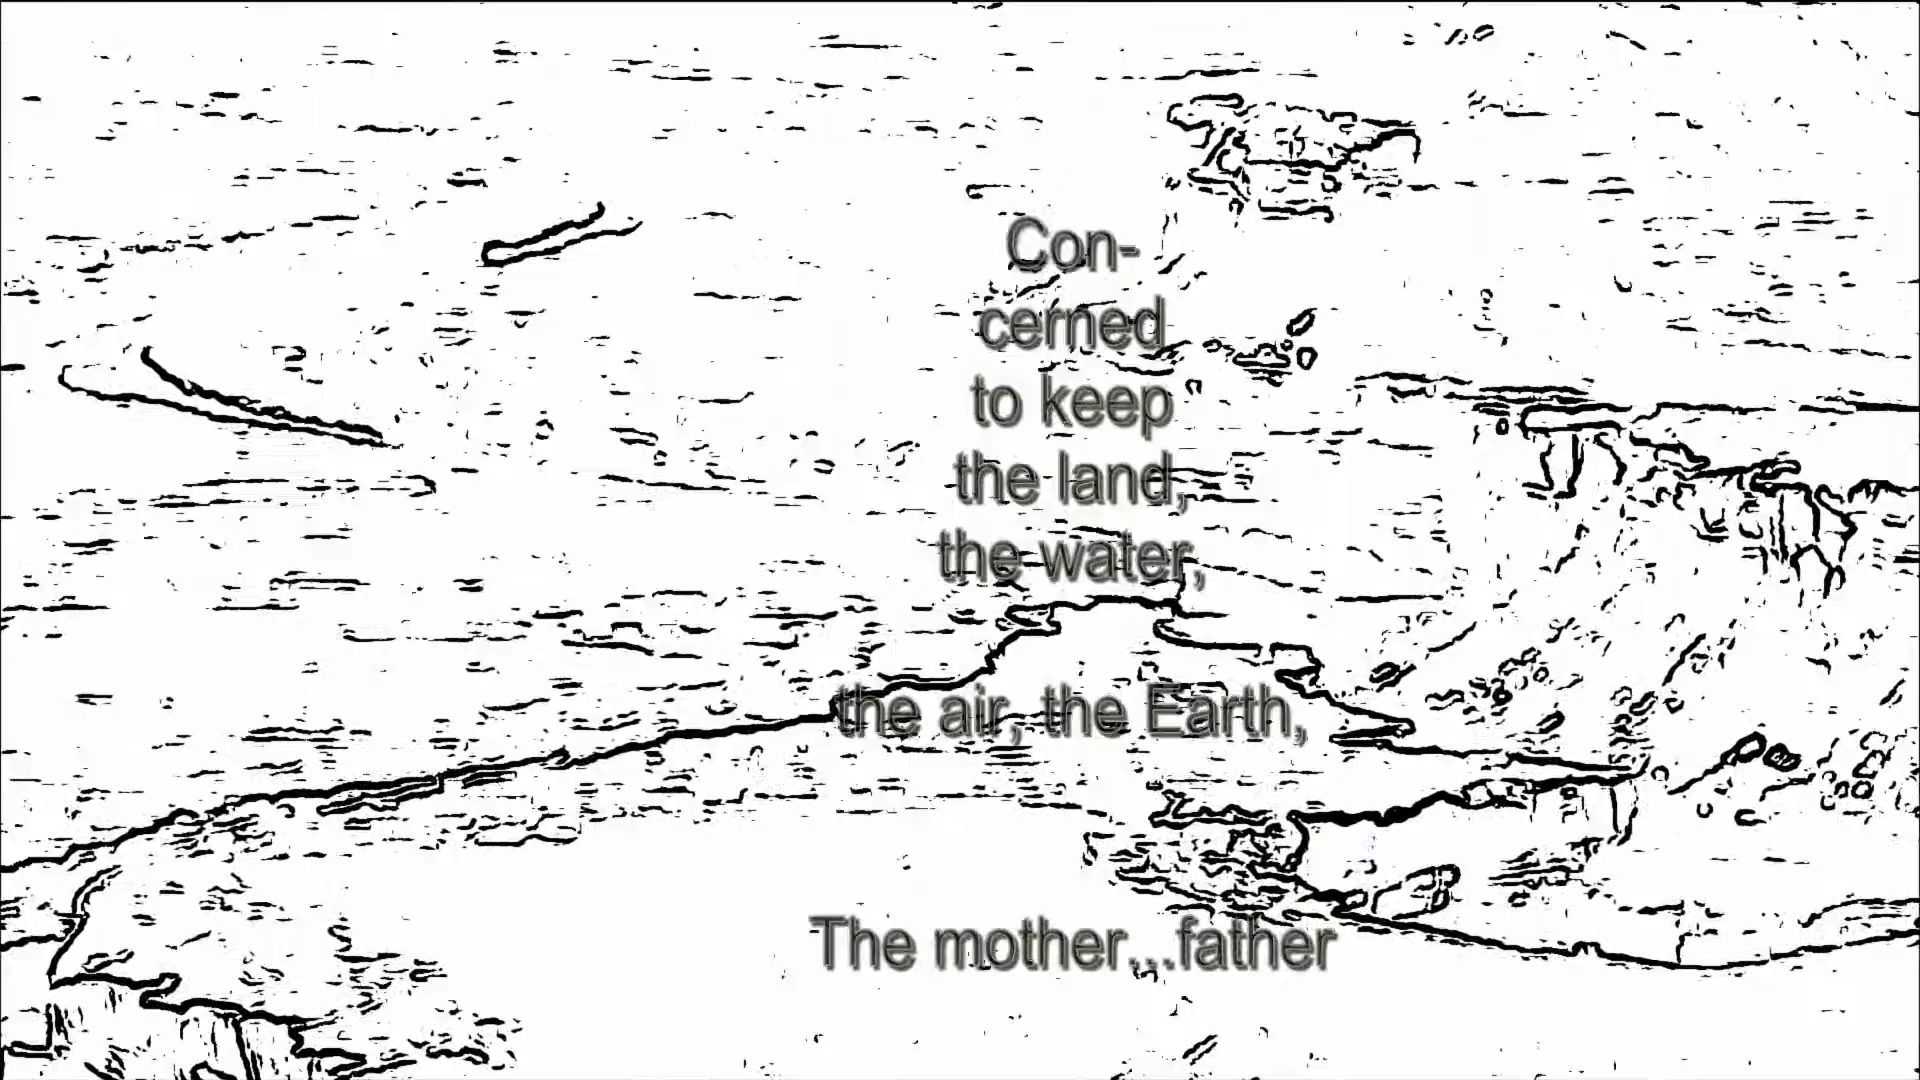 Con-
cerned
to keep
the land,
the water,
the air, the Earth,
The mother...father